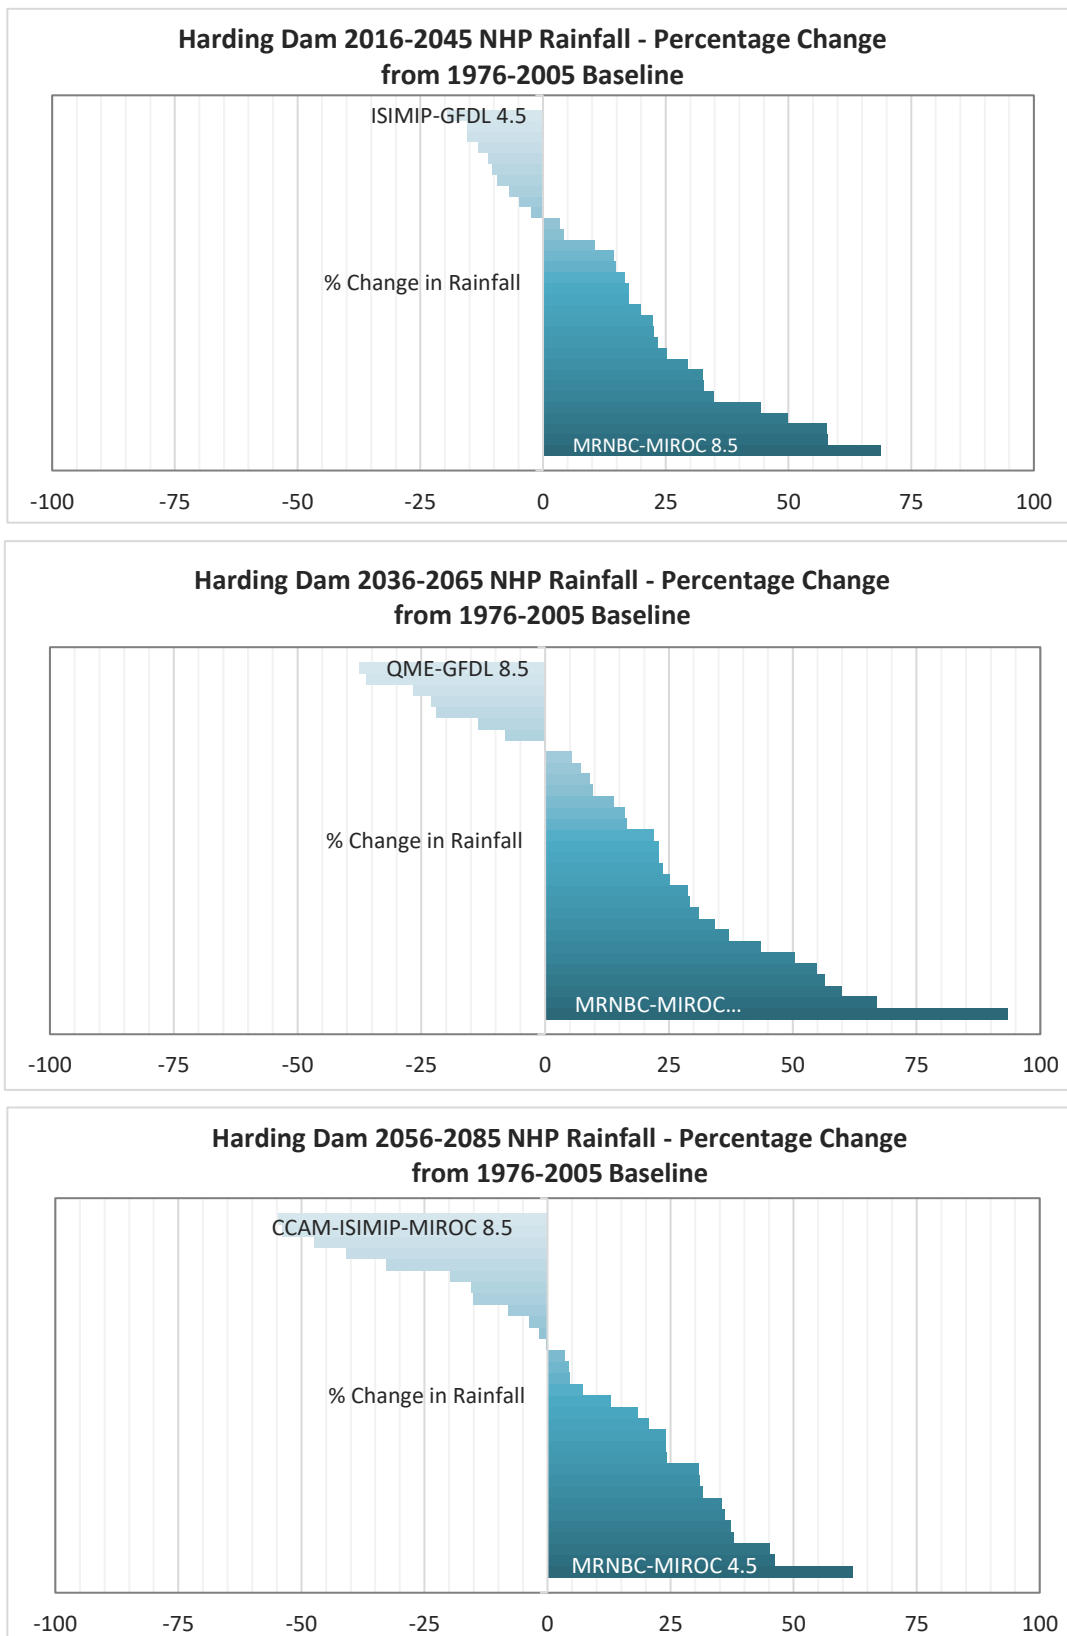 Harding Dam 2016-2045 NHP Rainfall - Percentage Change
from 1976-2005 Baseline
ISIMIP-GFDL 4.5
% Change in Rainfall
MRNBC-MIROC 8.5
-100 -75 -50 -25 0 25 50 75 100
Harding Dam 2036-2065 NHP Rainfall - Percentage Change
from 1976-2005 Baseline
QME-GFDL 8.5
% Change in Rainfall
MRNBC-MIROC...
-100 -75 -50 -25 0 25 50 75 100
Harding Dam 2056-2085 NHP Rainfall - Percentage Change
from 1976-2005 Baseline
CCAM-ISIMIP-MIROC 8.5
% Change in Rainfall
MRNBC-MIROC 4.5
-100 -75 -50 -25 0 25 50 75 100